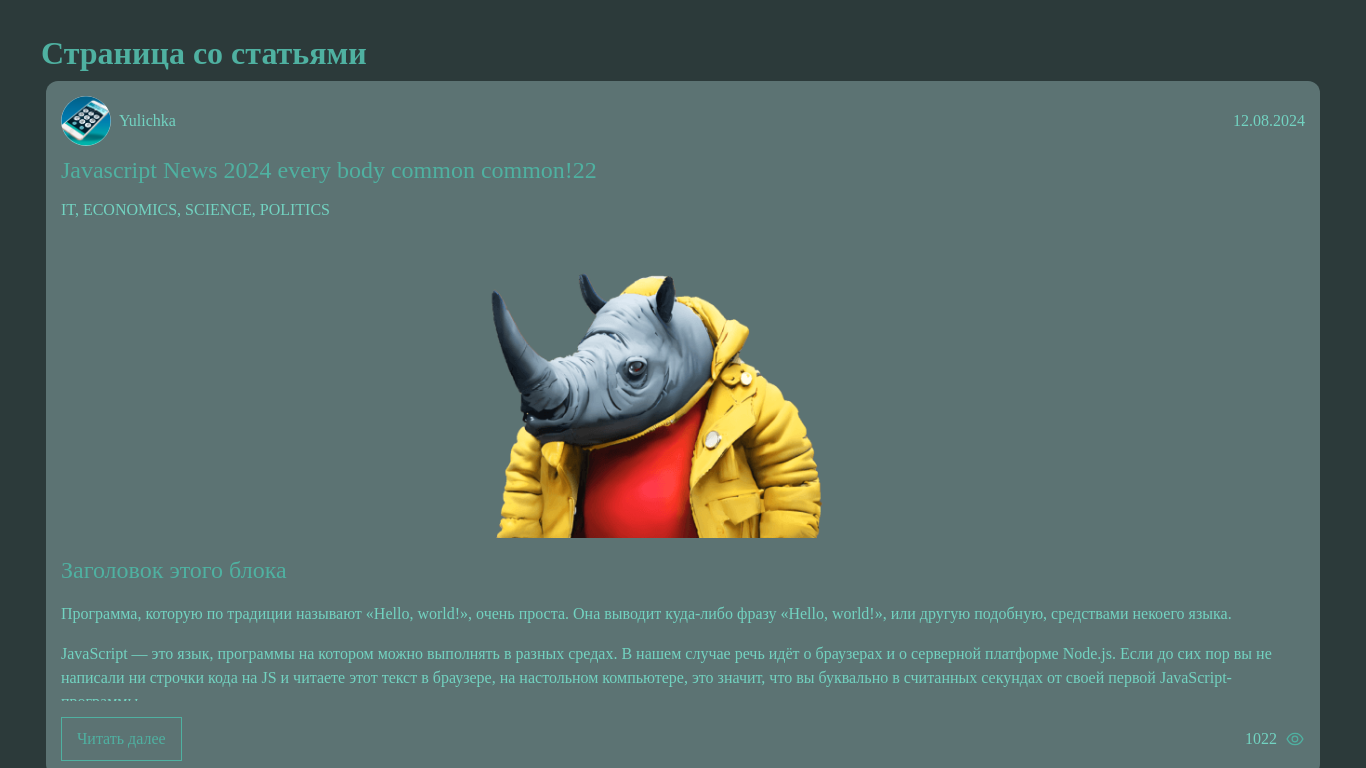 Страница со статьями
Yulichka
12.08.2024
Javascript News 2024 every body common common!22
IT, ECONOMICS, SCIENCE, POLITICS
Заголовок этого блока
Программа, которую по традиции называют «Hello, world!», очень проста. Она выводит куда-либо фразу «Hello, world!», или другую подобную, средствами некоего языка.
JavaScript — это язык, программы на котором можно выполнять в разных средах. В нашем случае речь идёт о браузерах и о серверной платформе Node.js. Если до сих пор вы не
написали ни строчки кода на JS и читаете этот текст в браузере, на настольном компьютере, это значит, что вы буквально в считанных секундах от своей первой JavaScript-
программы.
Читать далее
1022